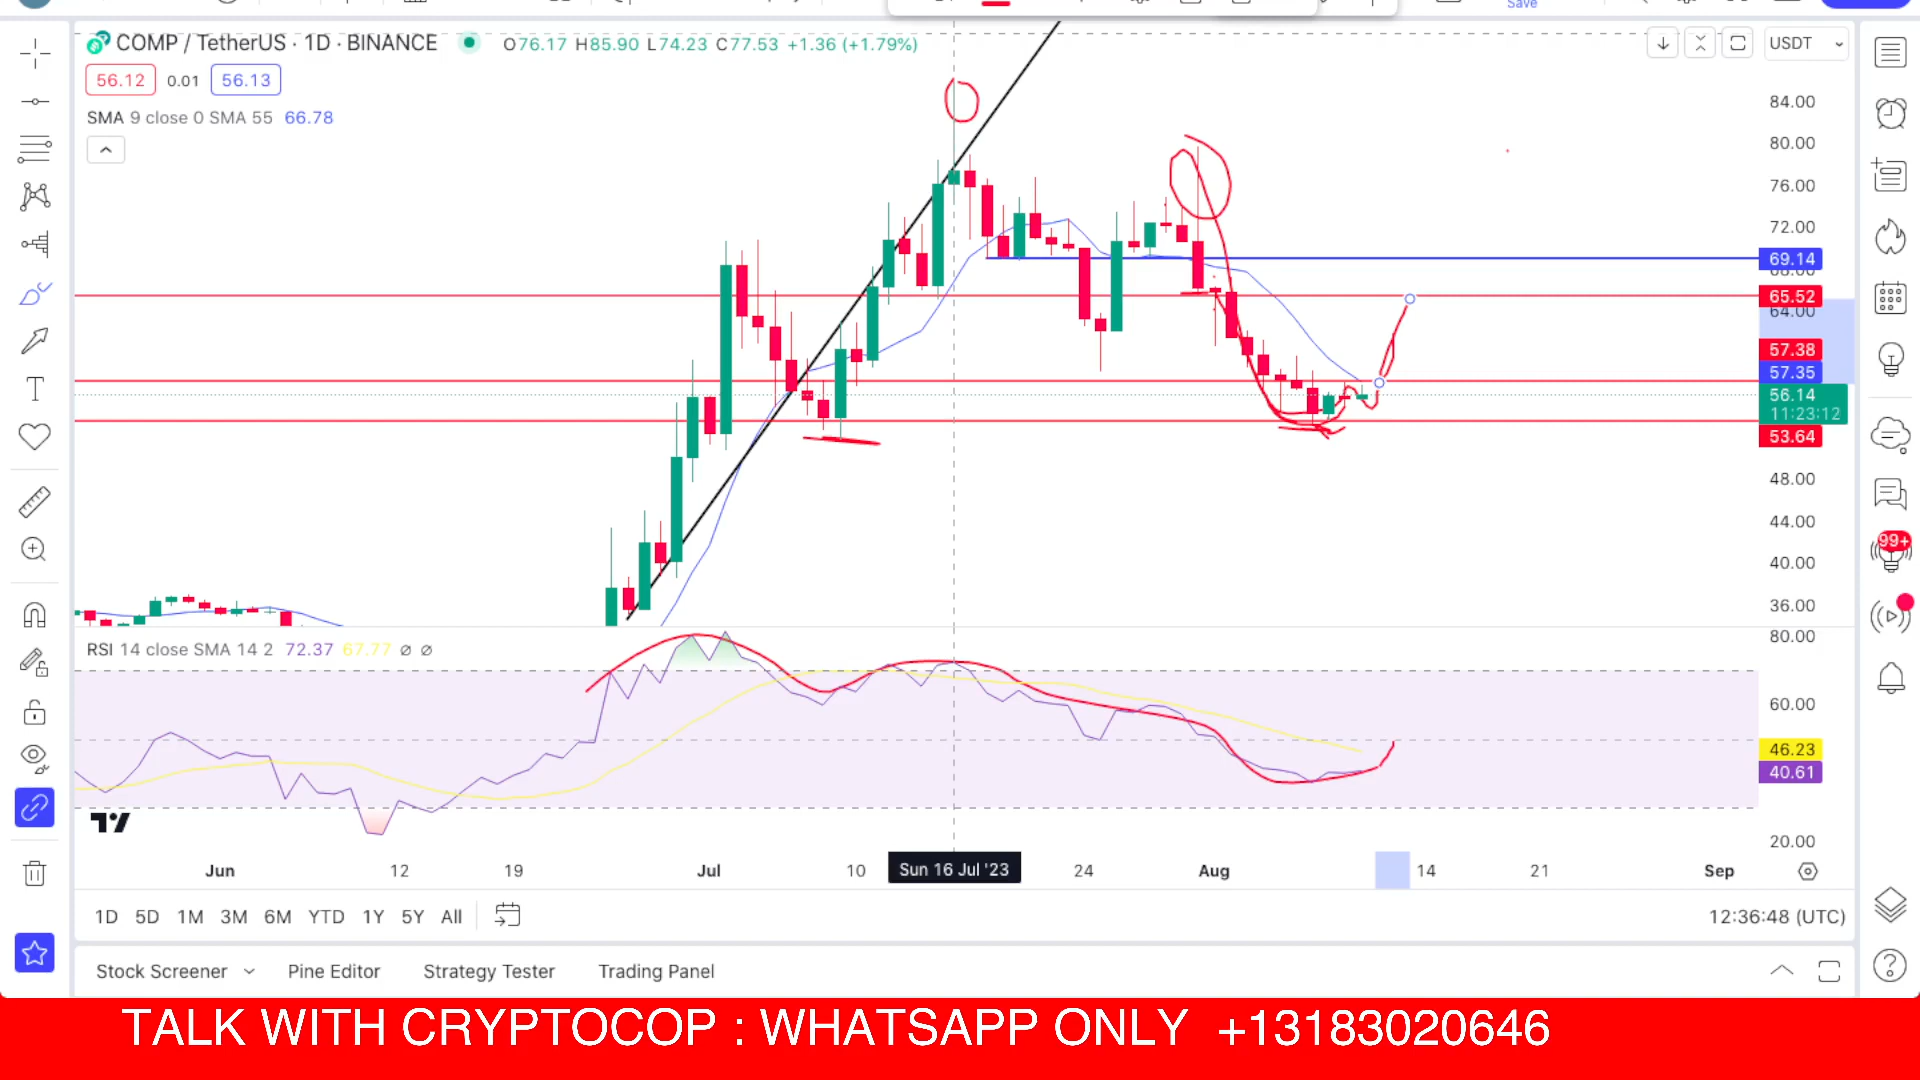 Save
COMP / TetherUS · 1D · BINANCE O76.17 H85.90 L74.23 C77.53 +1.36 (+1.79%)
USDT
56.12 0.01 56.13
SMA 9 close 0 SMA 55 66.78
84.00
80.00
76.00
72.00
69.14
68.00
65.52
64.00
57.38
57.35
56.14
11:23:12
53.64
48.00
44.00
40.00
36.00
RSI 14 close SMA 14 2 72.37 67.77 ∅ ∅
80.00
60.00
46.23
40.61
20.00
99+
Jun 12 19 Jul 10 Sun 16 Jul '23 24 Aug 14 21 Sep
1D 5D 1M 3M 6M YTD 1Y 5Y All
12:36:48 (UTC)
Stock Screener Pine Editor Strategy Tester Trading Panel
TALK WITH CRYPTOCOP : WHATSAPP ONLY +13183020646